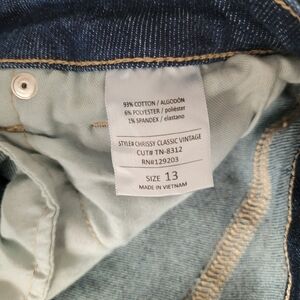 93% COTTON / ALGODÓN
6% POLYESTER / poliéster
1% SPANDEX / elastano
STYLE# CHRISSY CLASSIC VINTAGE
CUT# TN-8312
RN#129203
SIZE 13
MADE IN VIETNAM